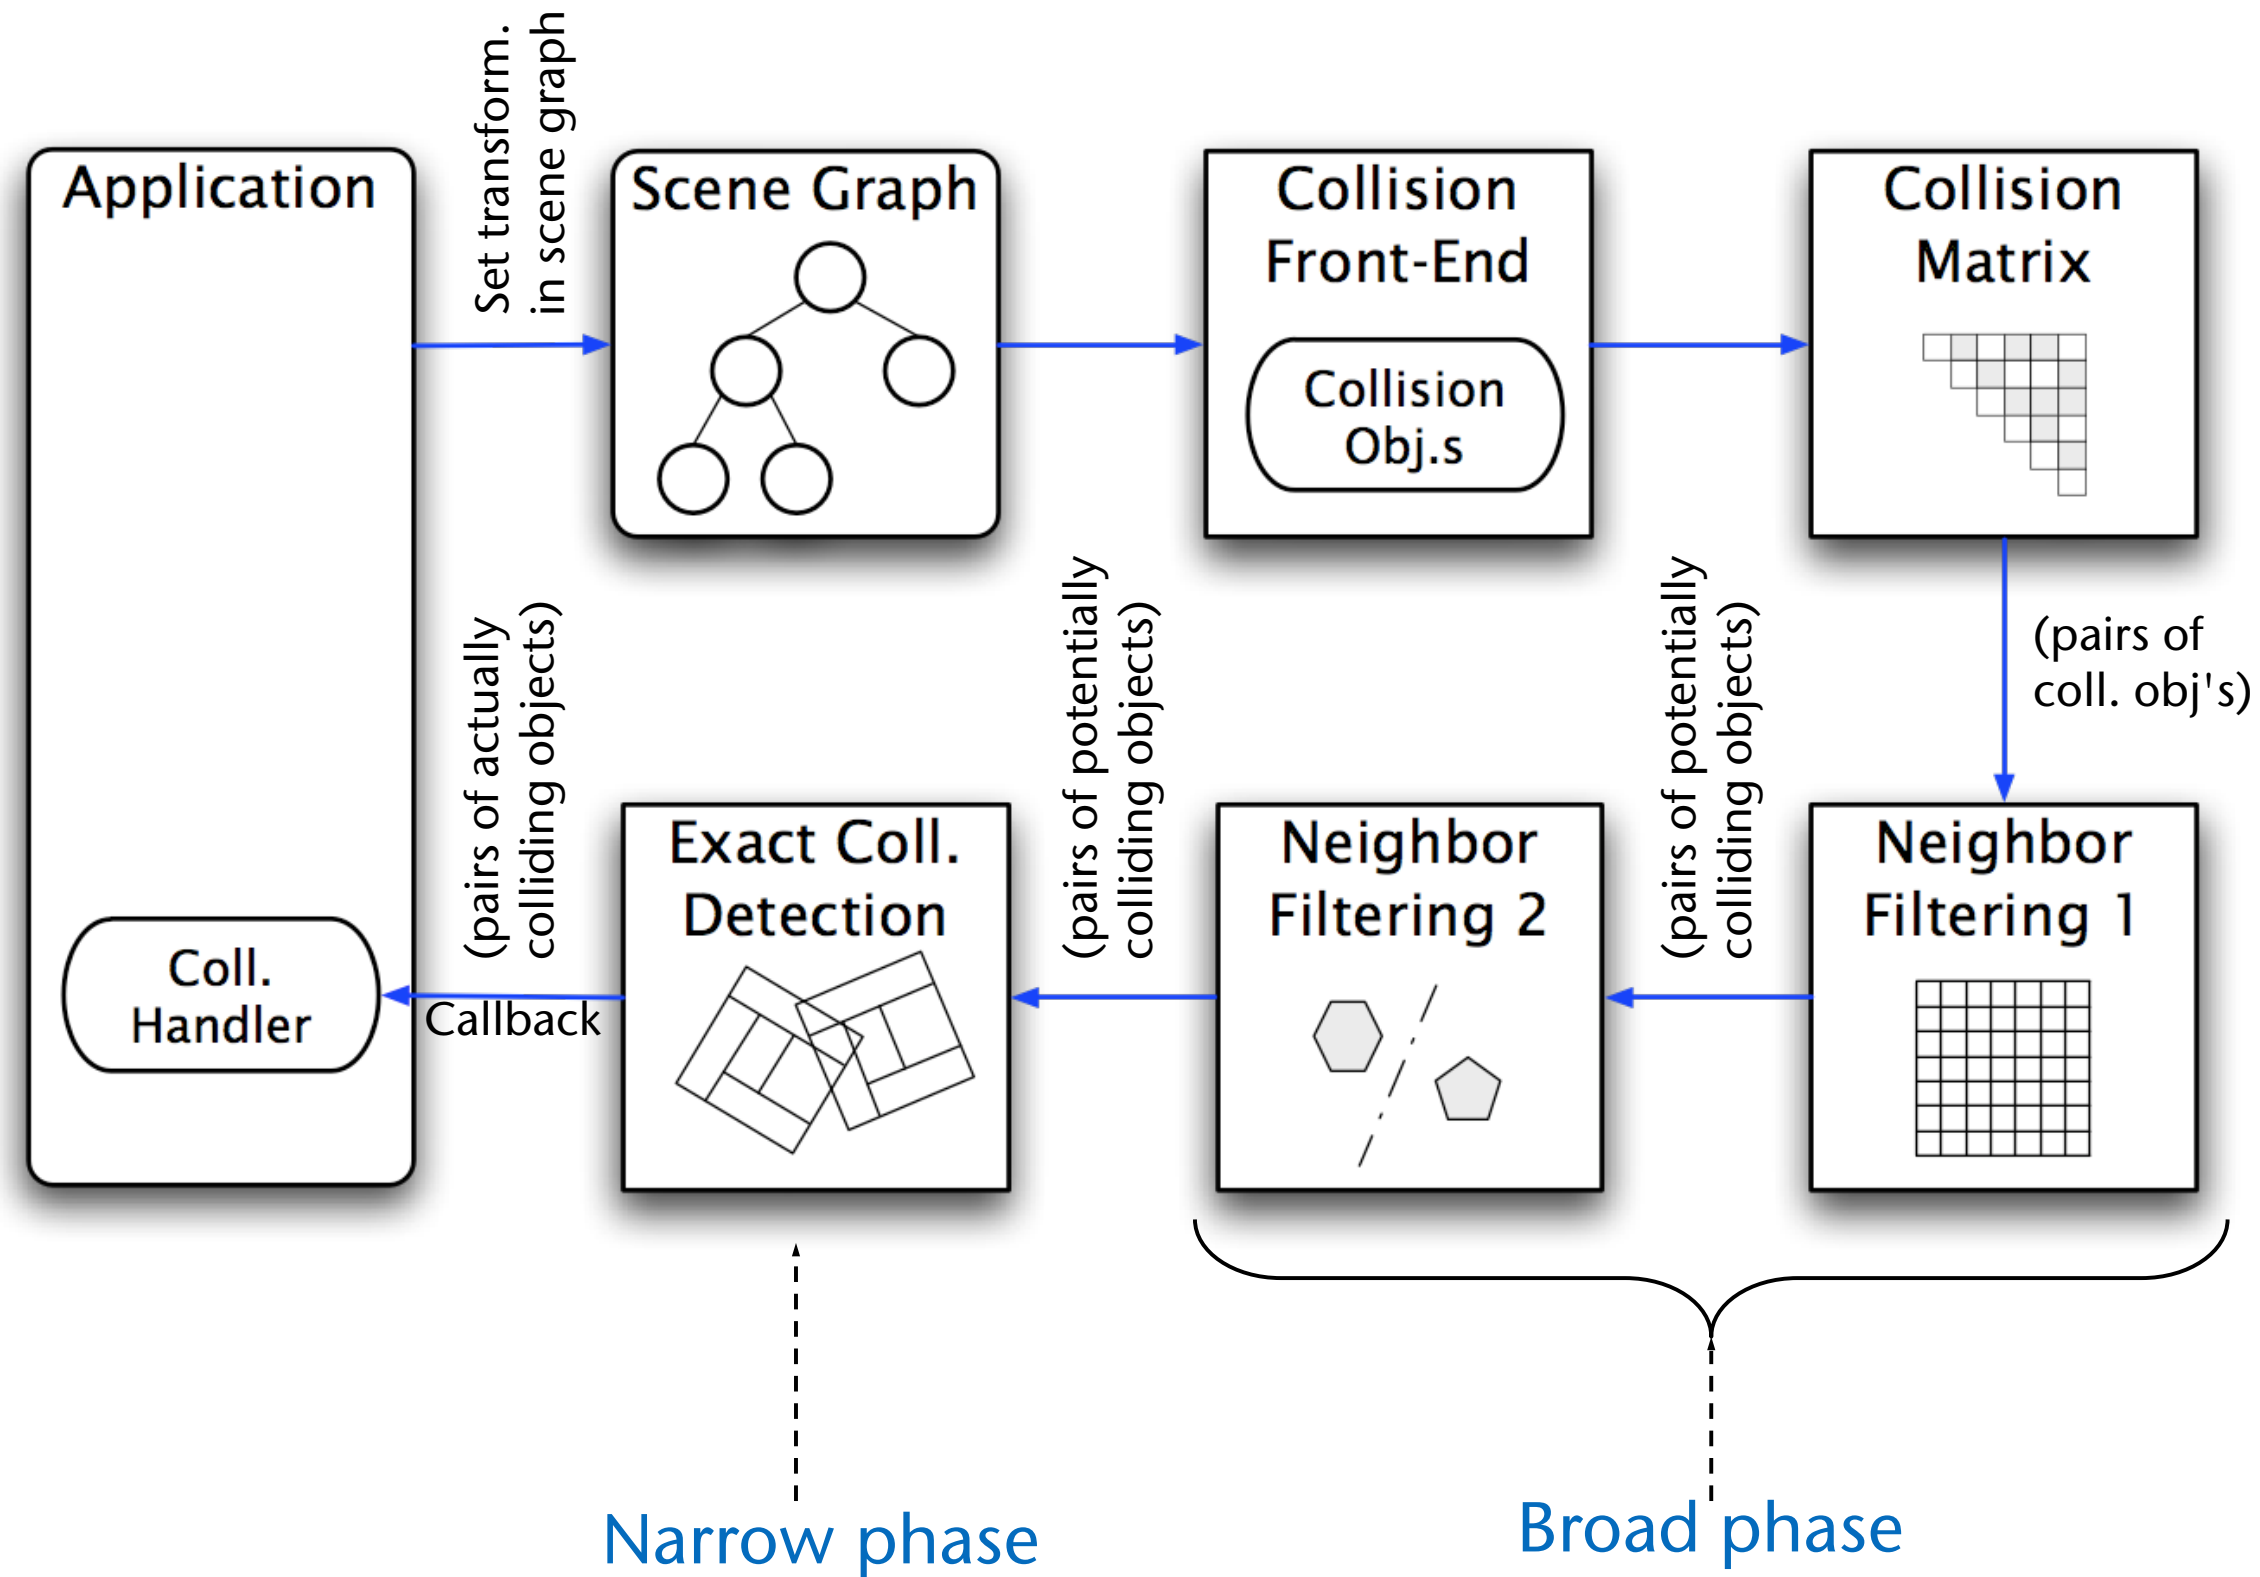 Application
Set transform.
in scene graph
Scene Graph
Collision
Front-End
Collision
Obj.s
Collision
Matrix
(pairs of
coll. obj's)
Neighbor
Filtering 1
(pairs of potentially
colliding objects)
Neighbor
Filtering 2
(pairs of potentially
colliding objects)
Exact Coll.
Detection
(pairs of actually
colliding objects)
Callback
Coll.
Handler
Narrow phase
Broad phase